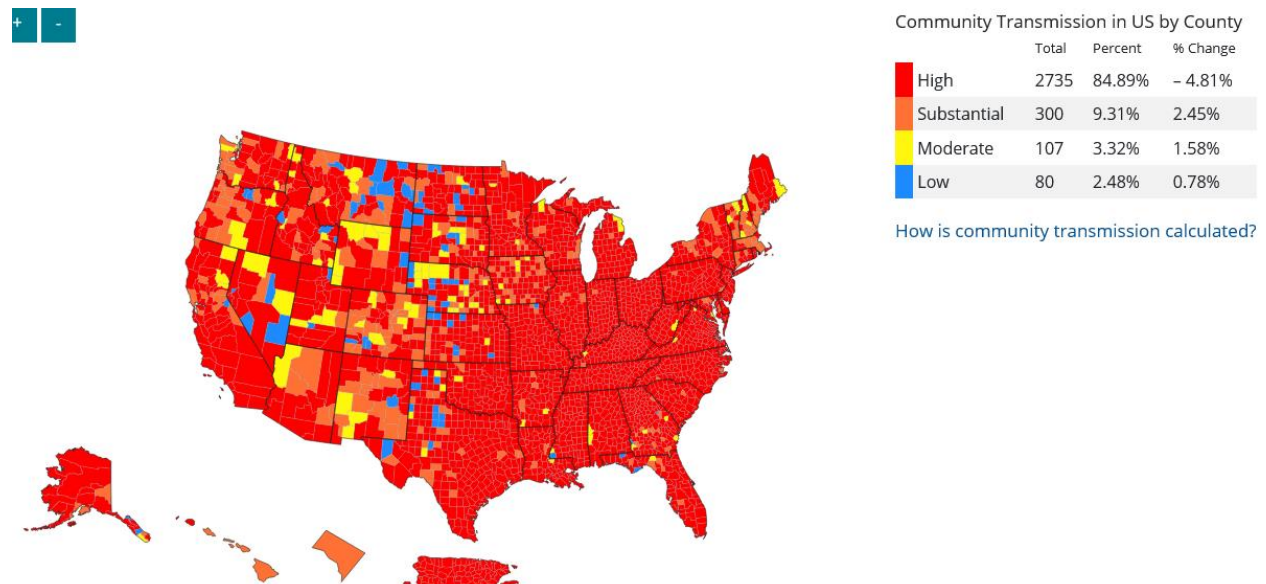 + -
Community Transmission in US by County
Total Percent % Change
High 2735 84.89% – 4.81%
Substantial 300 9.31% 2.45%
Moderate 107 3.32% 1.58%
Low 80 2.48% 0.78%
How is community transmission calculated?